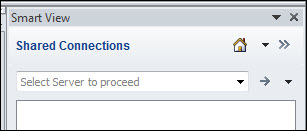 Smart View
Shared Connections
Select Server to proceed